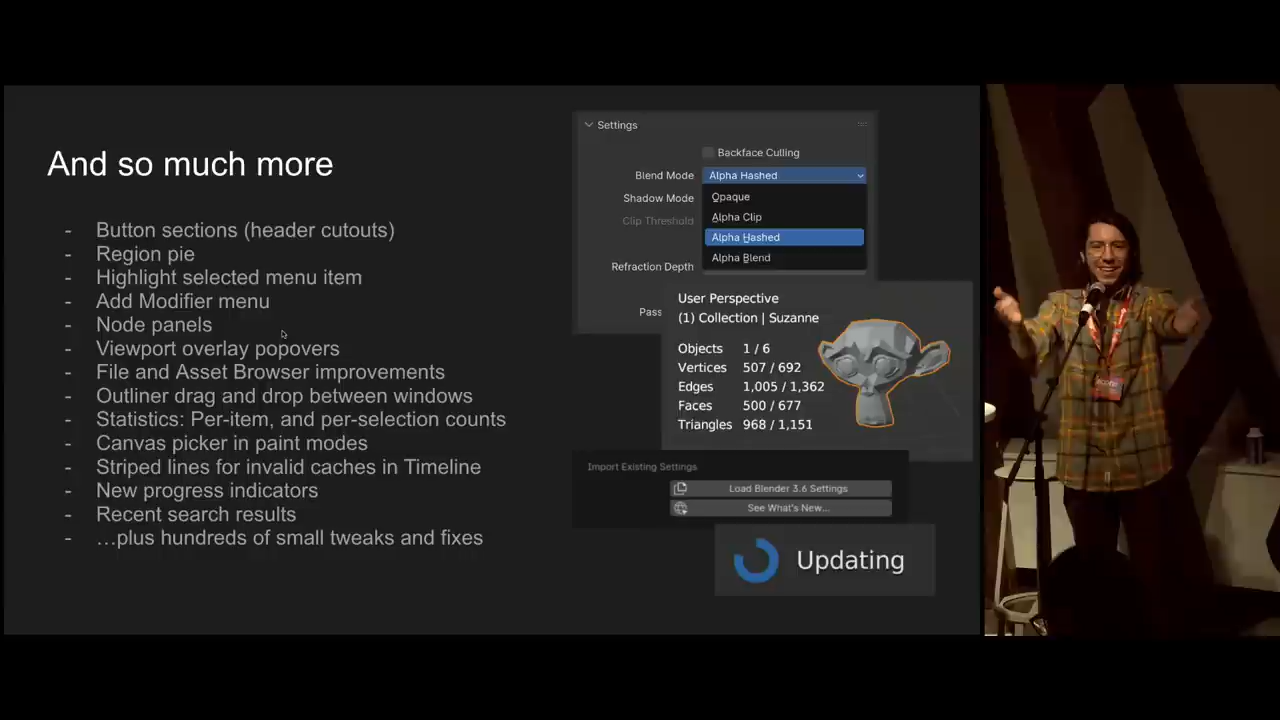 And so much more
- Button sections (header cutouts)
- Region pie
- Highlight selected menu item
- Add Modifier menu
- Node panels
- Viewport overlay popovers
- File and Asset Browser improvements
- Outliner drag and drop between windows
- Statistics: Per-item, and per-selection counts
- Canvas picker in paint modes
- Striped lines for invalid caches in Timeline
- New progress indicators
- Recent search results
- …plus hundreds of small tweaks and fixes
Settings
Backface Culling
Blend Mode Alpha Hashed
Opaque
Shadow Mode
Alpha Clip
Clip Threshold
Alpha Hashed
Alpha Blend
Refraction Depth
Pass
User Perspective
(1) Collection | Suzanne
Objects 1 / 6
Vertices 507 / 692
Edges 1,005 / 1,362
Faces 500 / 677
Triangles 968 / 1,151
Import Existing Settings
Load Blender 3.6 Settings
See What's New...
Updating